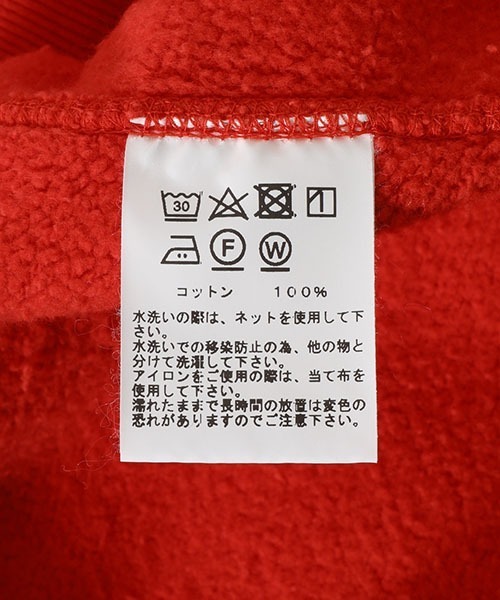 30
F W
コットン 100%
水洗いの際は、ネットを使用して下
さい。
水洗いでの移染防止の為、他の物と
分けて洗濯して下さい。
アイロンをご使用の際は、当て布を
使用して下さい。
濡れたままで長時間の放置は変色の
恐れがありますのでご注意下さい。